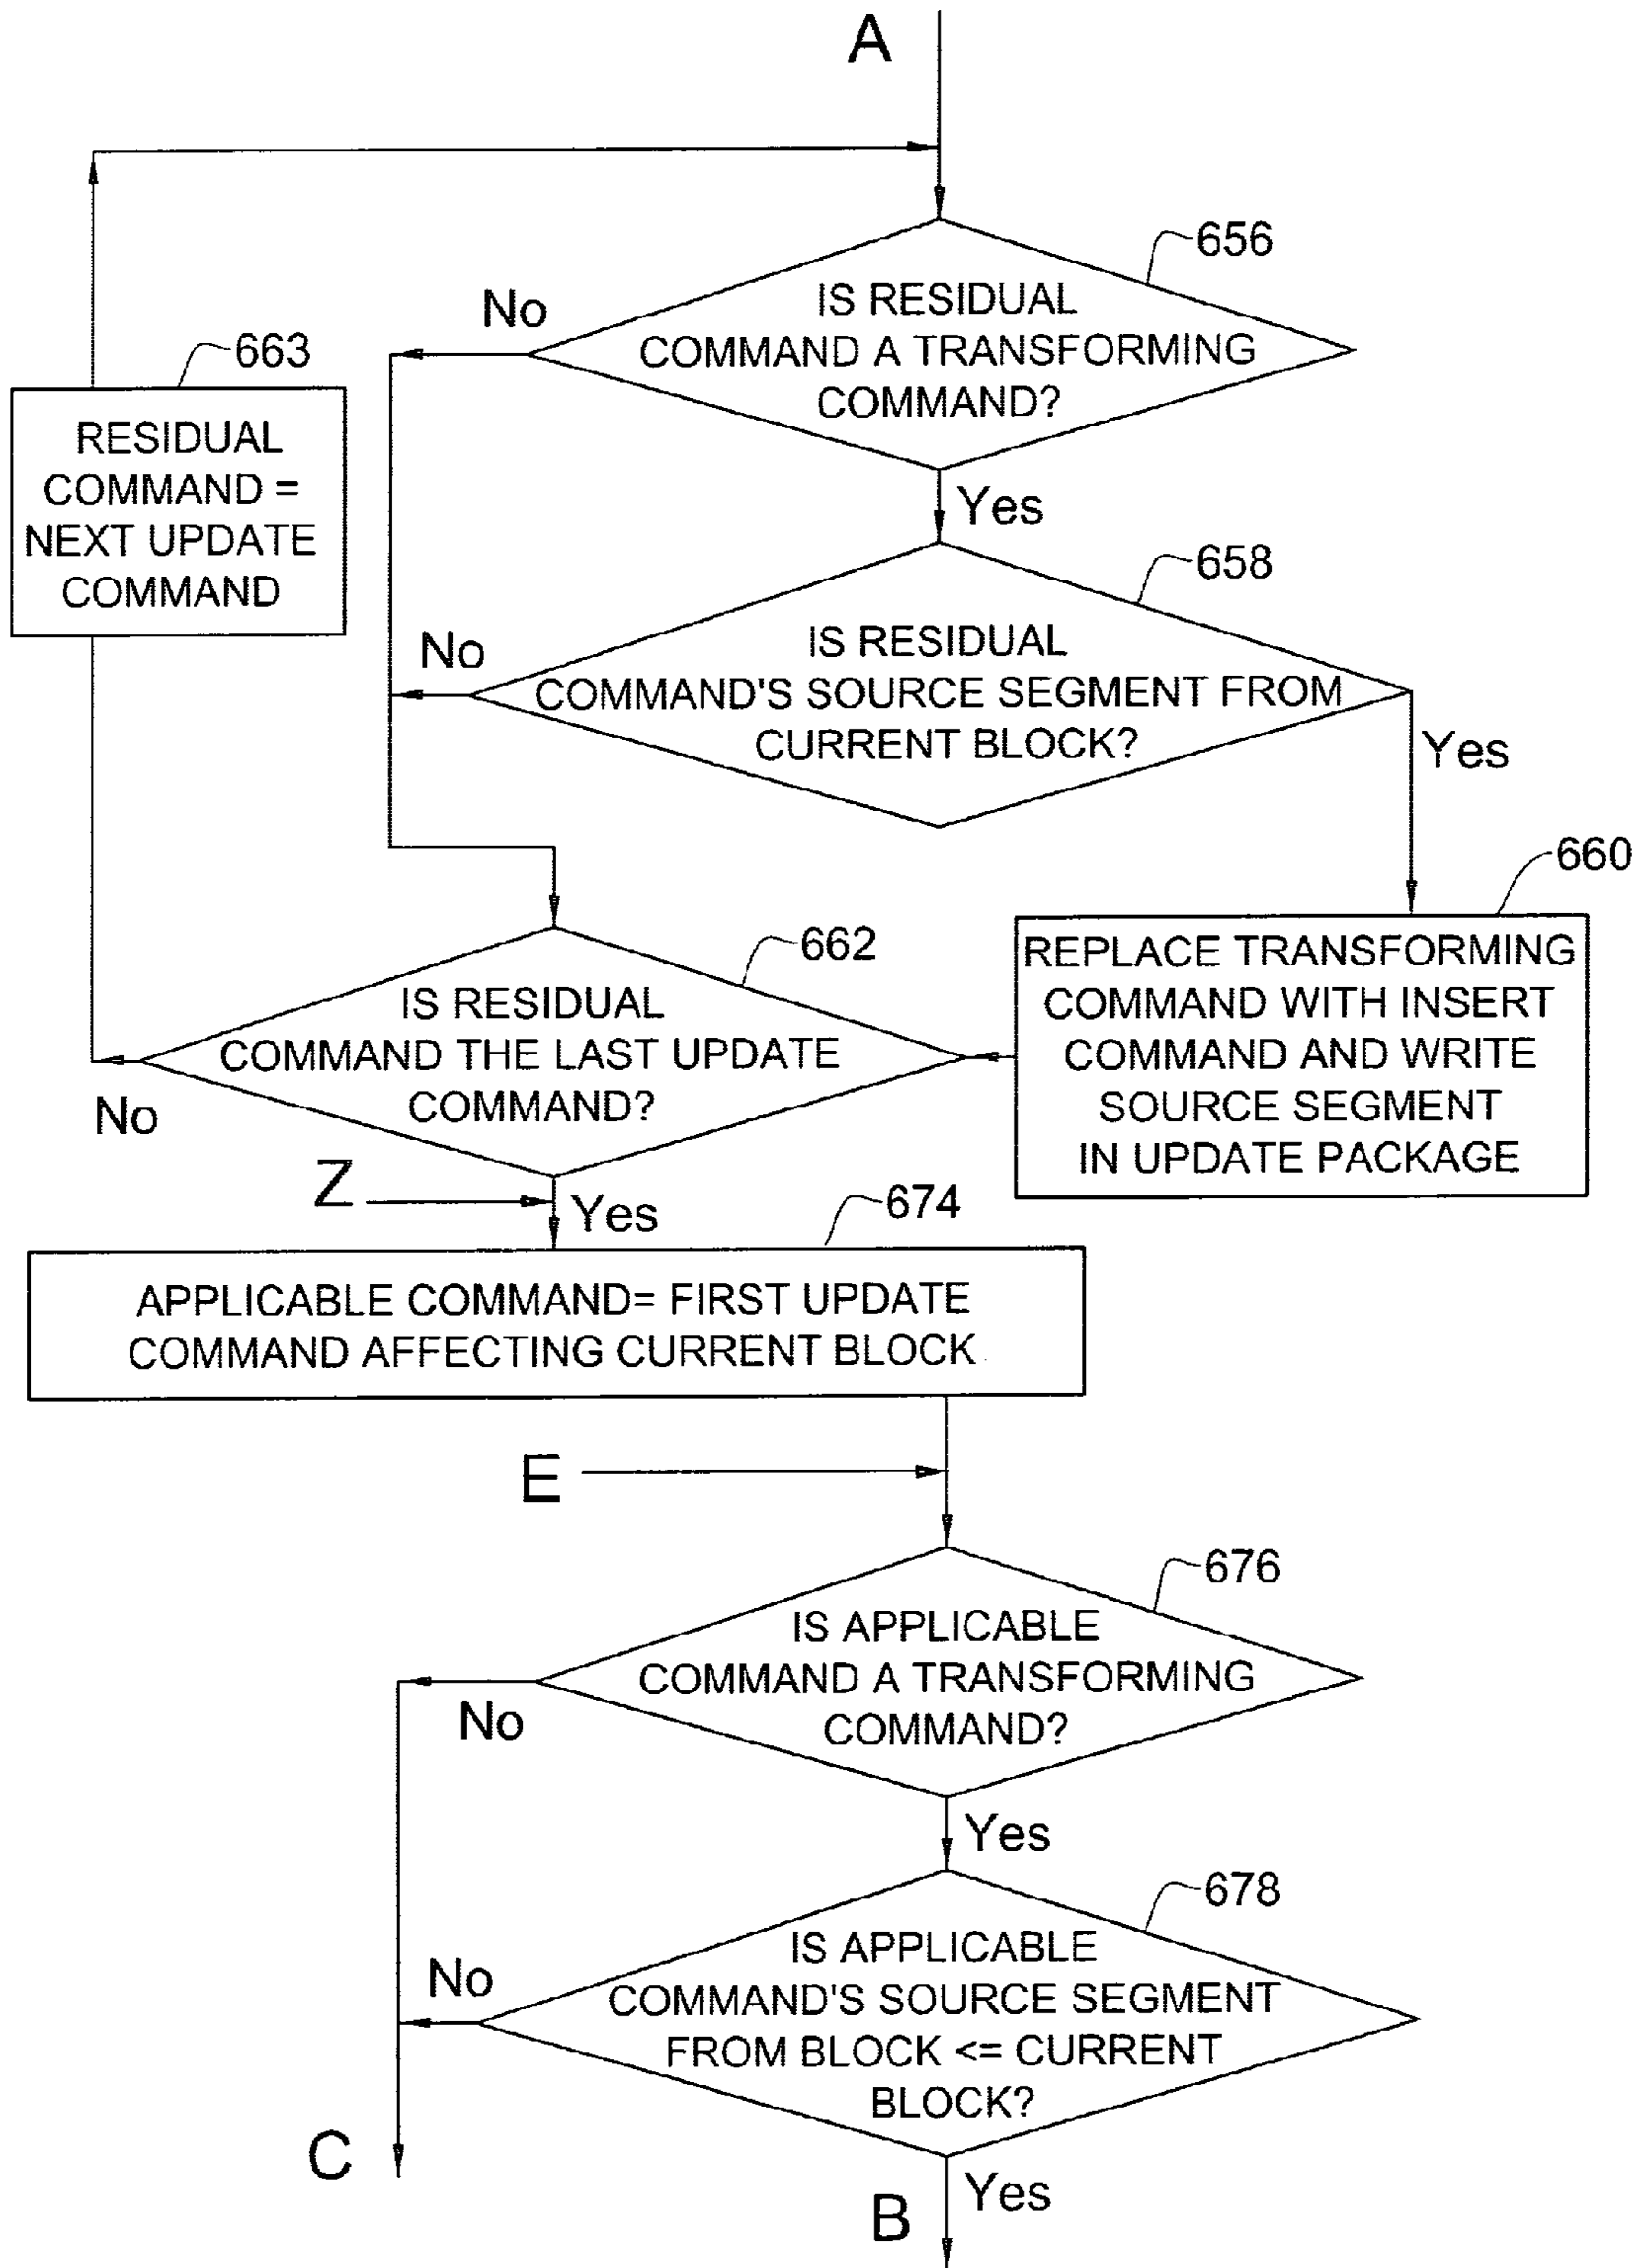 A
656
No
IS RESIDUAL
COMMAND A TRANSFORMING
COMMAND?
663
RESIDUAL
COMMAND =
NEXT UPDATE
COMMAND
Yes
658
No
IS RESIDUAL
COMMAND'S SOURCE SEGMENT FROM
CURRENT BLOCK?
Yes
660
REPLACE TRANSFORMING
COMMAND WITH INSERT
COMMAND AND WRITE
SOURCE SEGMENT
IN UPDATE PACKAGE
662
IS RESIDUAL
COMMAND THE LAST UPDATE
COMMAND?
No
Z
Yes
674
APPLICABLE COMMAND= FIRST UPDATE
COMMAND AFFECTING CURRENT BLOCK
E
676
IS APPLICABLE
COMMAND A TRANSFORMING
COMMAND?
No
Yes
678
No
IS APPLICABLE
COMMAND'S SOURCE SEGMENT
FROM BLOCK <= CURRENT
BLOCK?
C
Yes
B